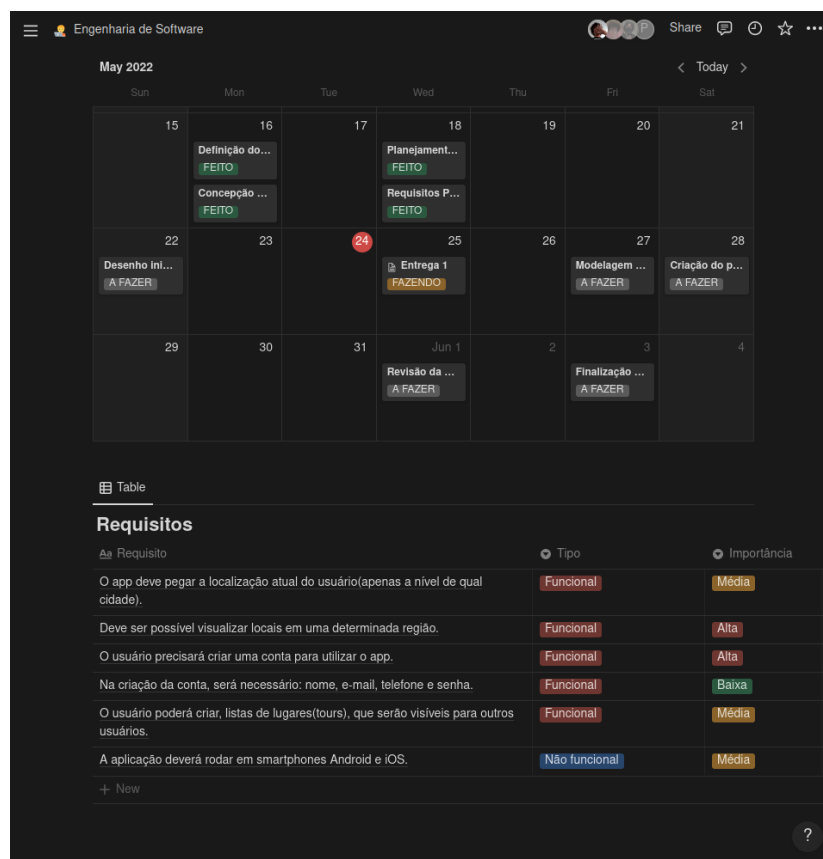 Engenharia de Software
P
Share
May 2022
Today
Sun Mon Tue Wed Thu Fri Sat
15 16 17 18 19 20 21
Definição do... Planejament...
FEITO FEITO
Concepção ... Requisitos P...
FEITO FEITO
22 23 24 25 26 27 28
Desenho ini... Entrega 1 Modelagem ... Criação do p...
A FAZER FAZENDO A FAZER A FAZER
29 30 31 Jun 1 2 3 4
Revisão da ... Finalização ...
A FAZER A FAZER
Table
Requisitos
Aa Requisito Tipo Importância
O app deve pegar a localização atual do usuário(apenas a nível de qual Funcional Média
cidade).
Deve ser possível visualizar locais em uma determinada região. Funcional Alta
O usuário precisará criar uma conta para utilizar o app. Funcional Alta
Na criação da conta, será necessário: nome, e-mail, telefone e senha. Funcional Baixa
O usuário poderá criar, listas de lugares(tours), que serão visíveis para outros Funcional Média
usuários.
A aplicação deverá rodar em smartphones Android e iOS. Não funcional Média
+ New
?